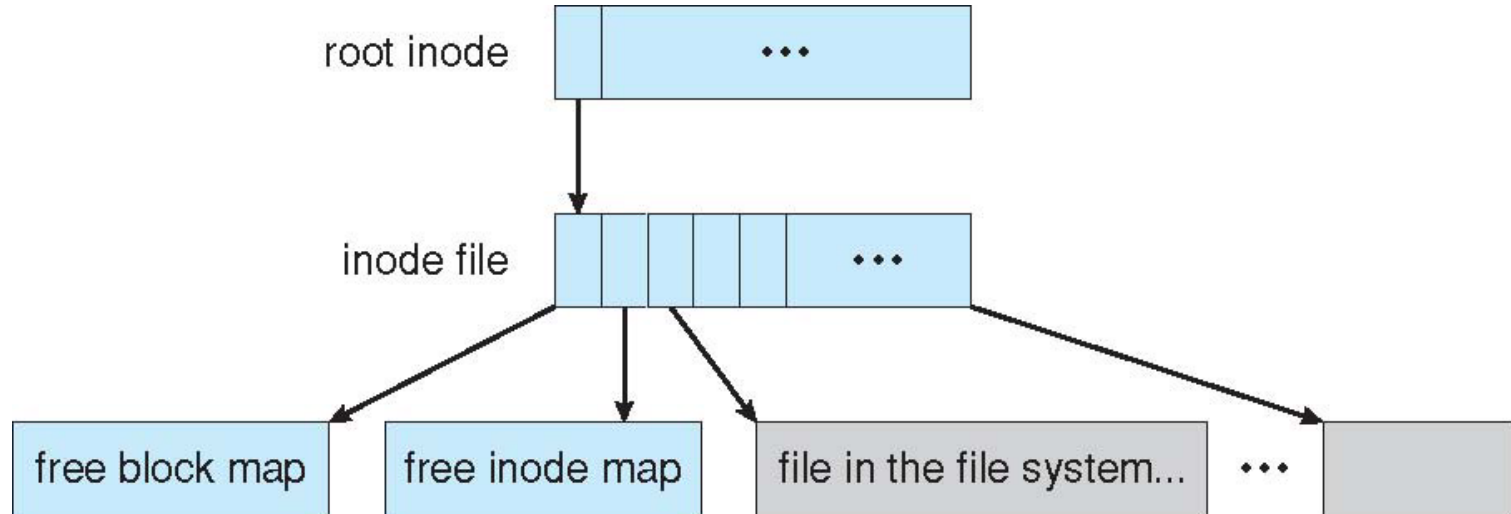 root inode
•••
inode file
•••
free block map
free inode map
file in the file system...
•••